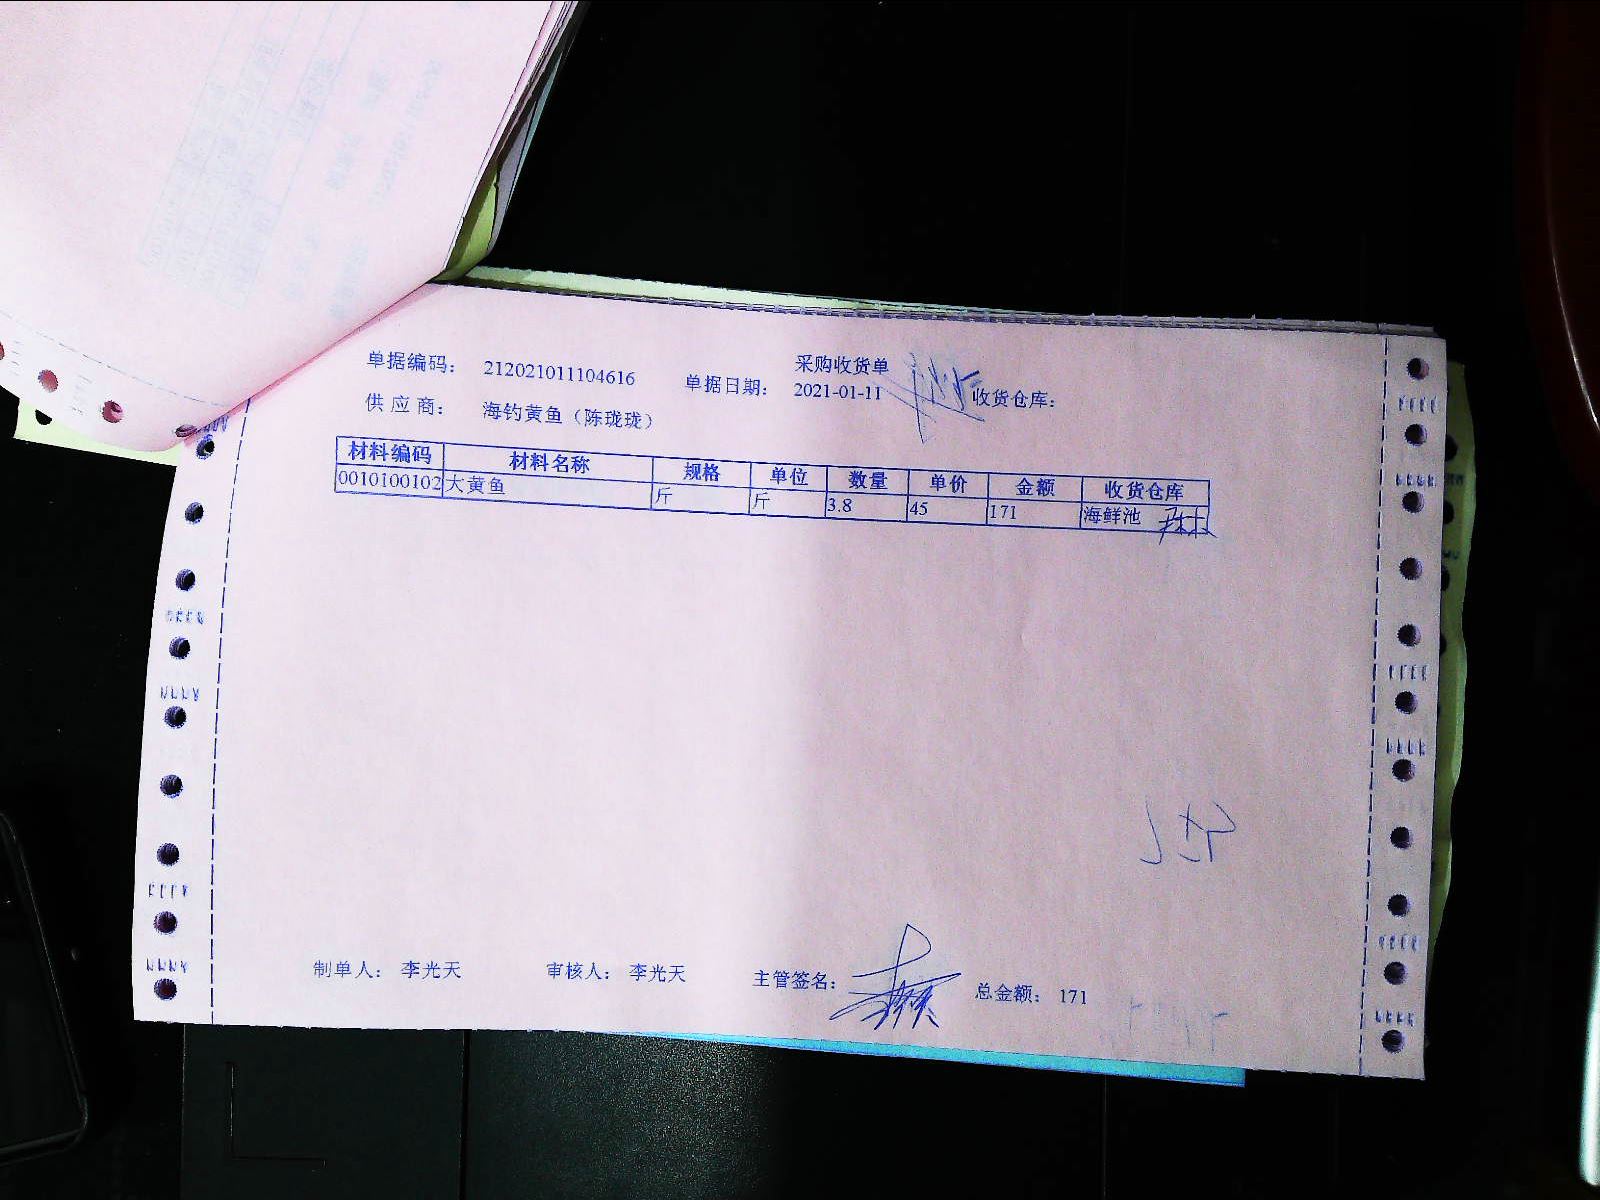 采购收货单
单据编码： 212021011104616 单据日期： 2021-01-11 收货仓库：
供 应 商： 海钓黄鱼（陈珑珑）
材料编码 材料名称 规格 单位 数量 单价 金额 收货仓库
0010100102 大黄鱼 斤 斤 3.8 45 171 海鲜池
制单人： 李光天 审核人： 李光天 主管签名： 总金额： 171